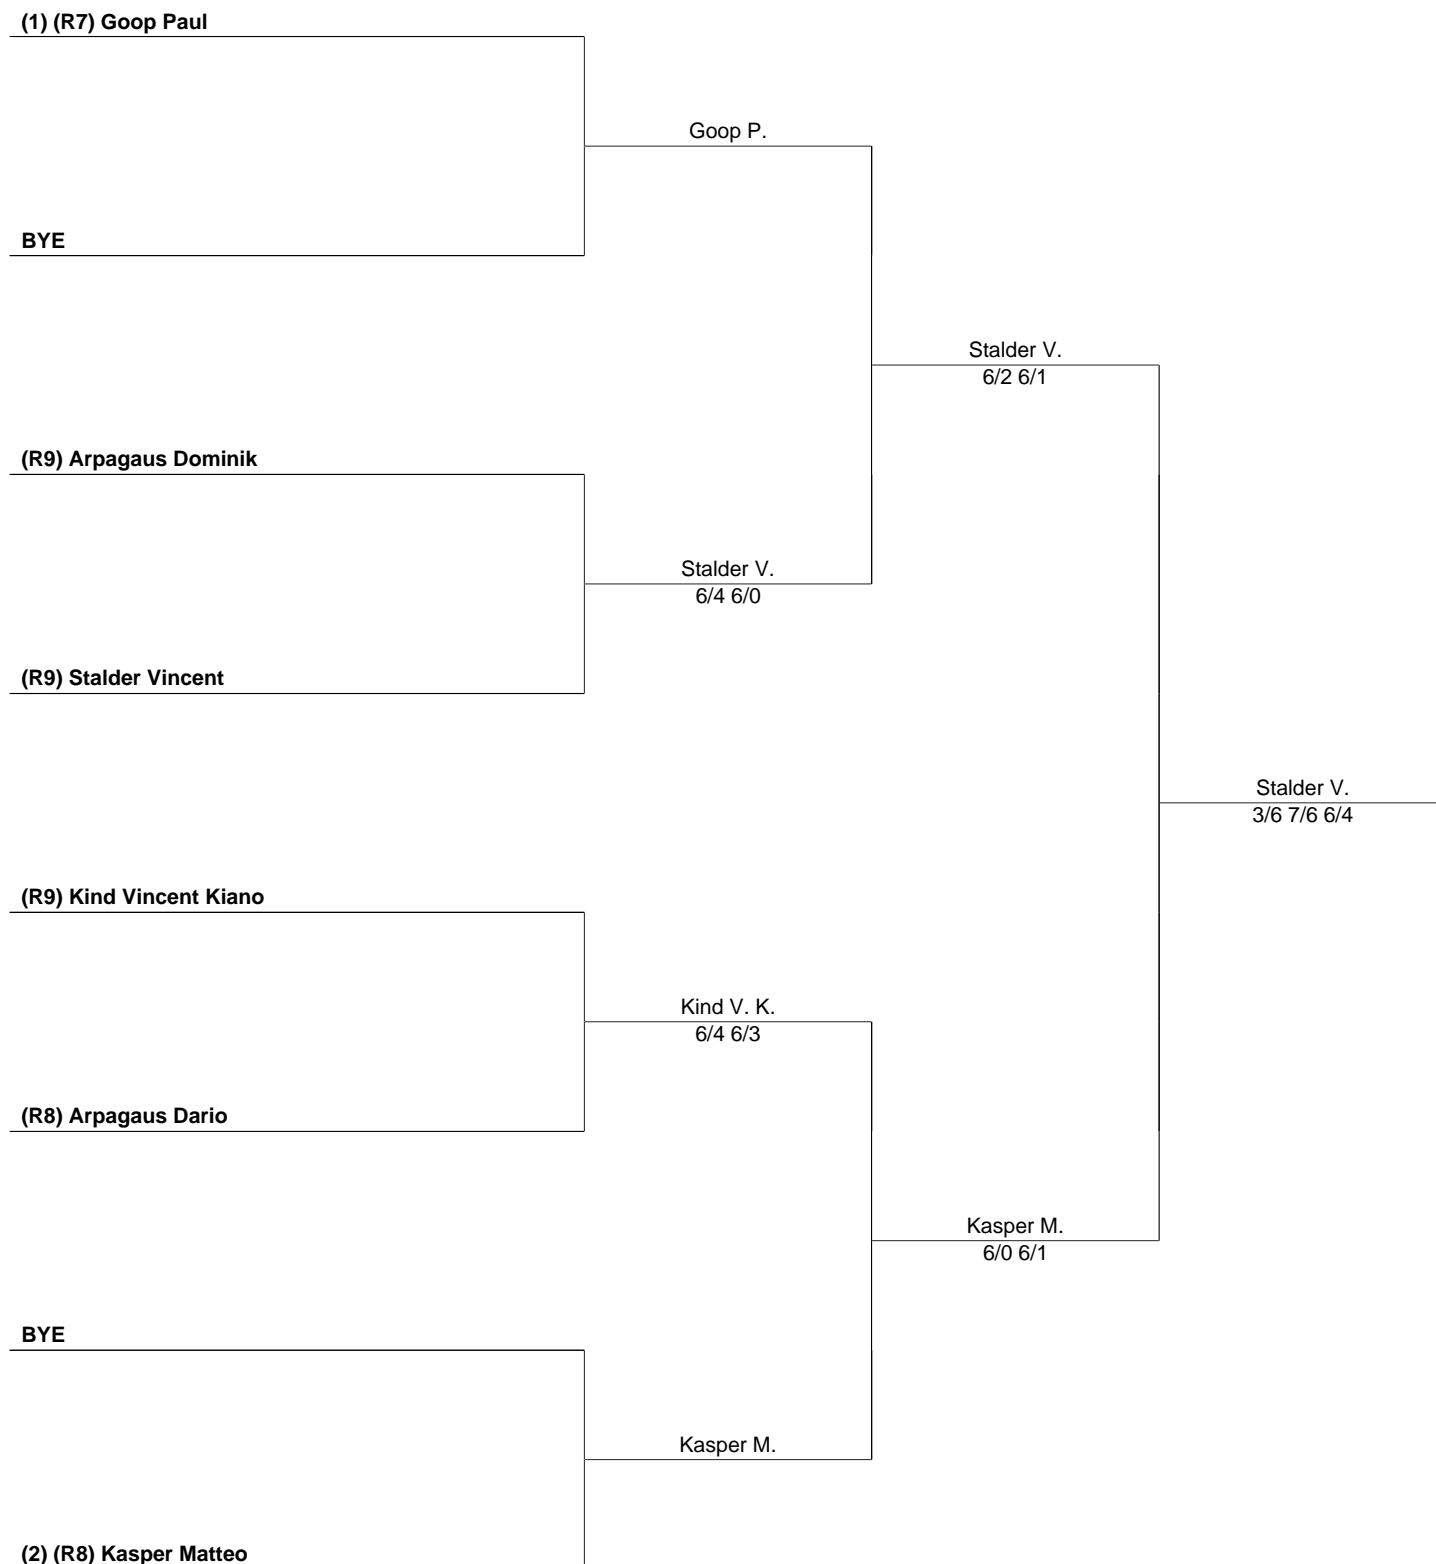 (1) (R7) Goop Paul
Goop P.
BYE
Stalder V.
6/2 6/1
(R9) Arpagaus Dominik
Stalder V.
6/4 6/0
(R9) Stalder Vincent
Stalder V.
3/6 7/6 6/4
(R9) Kind Vincent Kiano
Kind V. K.
6/4 6/3
(R8) Arpagaus Dario
Kasper M.
6/0 6/1
BYE
Kasper M.
(2) (R8) Kasper Matteo